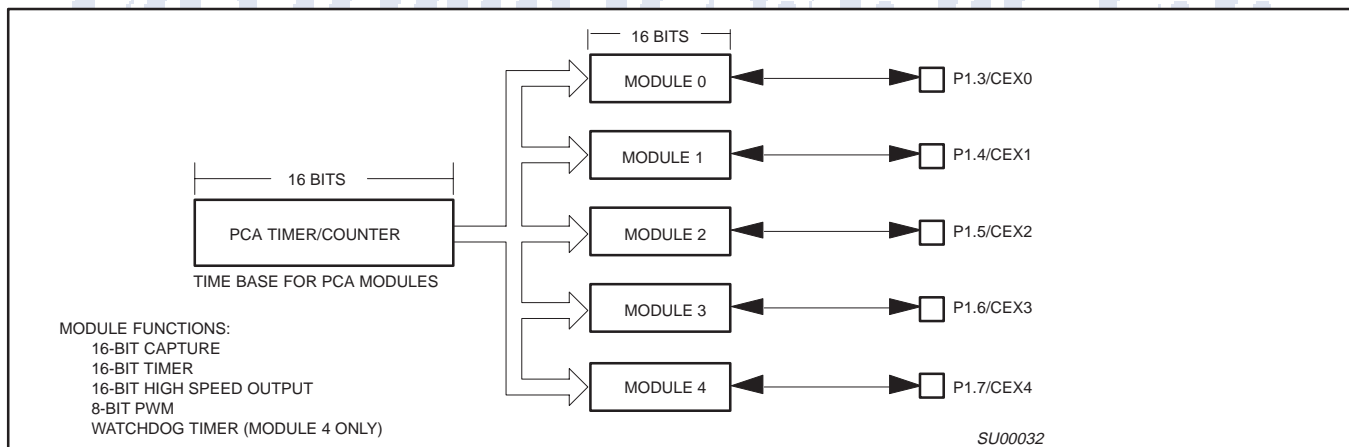 16 BITS
MODULE 0
P1.3/CEX0
MODULE 1
P1.4/CEX1
16 BITS
PCA TIMER/COUNTER
MODULE 2
P1.5/CEX2
TIME BASE FOR PCA MODULES
MODULE 3
P1.6/CEX3
MODULE FUNCTIONS:
16-BIT CAPTURE
16-BIT TIMER
16-BIT HIGH SPEED OUTPUT
8-BIT PWM
WATCHDOG TIMER (MODULE 4 ONLY)
MODULE 4
P1.7/CEX4
SU00032